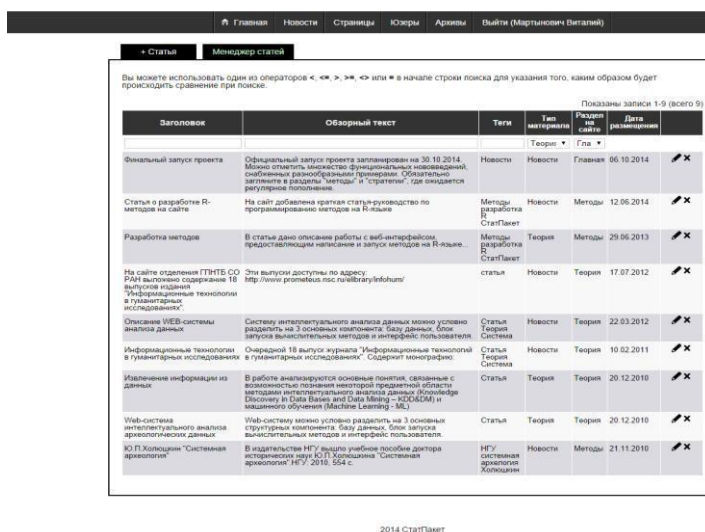 Главная Новости Страницы Юзеры Архивы Выйти (Мартынович Виталий)
+ Статья Менеджер статей
Вы можете использовать один из операторов <, <=, >, >=, <> или = в начале строки поиска для указания того, каким образом будет
происходить сравнение при поиске.
Показаны записи 1-9 (всего 9)
Заголовок Обзорный текст Теги Тип материала Раздел на сайте Дата размещения
Теори Гла
Финальный запуск проекта
Официальный запуск проекта запланирован на 30.10.2014.
Можно отметить множество функциональных нововведений,
снабженных разнообразными примерами. Обязательно
загляните в разделы "методы" и "стратегии", где ожидается
регулярное пополнение.
Новости Новости Главная 06.10.2014
Статья о разработке R-
методов на сайте
На сайт добавлена краткая статья-руководство по
программированию методов на R-языке
Методы
разработка
R
СтатПакет
Новости Методы 12.06.2014
Разработка методов
В статье дано описание работы с веб-интерфейсом,
предоставляющим написание и запуск методов на R-языке...
Методы
разработка
R
СтатПакет
Теория Методы 29.06.2013
На сайте отделения ГПНТБ СО
РАН выложено содержание 18
выпусков издания
"Информационные технологии
в гуманитарных
исследованиях".
Эти выпуски доступны по адресу:
http://www.prometeus.nsc.ru/elibrary/infohum/
статья Новости Теория 17.07.2012
Описание WEB-системы
анализа данных
Систему интеллектуального анализа данных можно условно
разделить на 3 основных компонента: базу данных, блок
запуска вычислительных методов и интерфейс пользователя.
Статья
Теория
Система
Новости Теория 22.03.2012
Информационные технологии
в гуманитарных исследованиях
Очередной 16 выпуск журнала "Информационные технологий
в гуманитарных исследованиях". Содержит монографию:
Статья
Теория
Система
Новости Теория 10.02.2011
Извлечение информации из
данных
В работе анализируются основные понятия, связанные с
возможностью познания некоторой предметной области
методами интеллектуального анализа данных (Knowledge
Discovery in Data Bases and Data Mining – KDD&DM) и
машинного обучения (Machine Learning - ML)
Статья Теория Теория 20.12.2010
Web-система
интеллектуального анализа
археологических данных
Web-систему можно условно разделить на 3 основных
структурных компонента: базу данных, блок запуска
вычислительных методов и интерфейс пользователя.
Статья Теория Теория 20.12.2010
Ю.П.Холюшкин "Системная
археология"
В издательстве НГУ вышло учебное пособие доктора
исторических наук Ю.П.Холюшкина "Системная
археология".НГУ, 2010, 554 с.
НГУ
системная
археология
Холюшкин
Новости Методы 21.11.2010
2014 СтатПакет